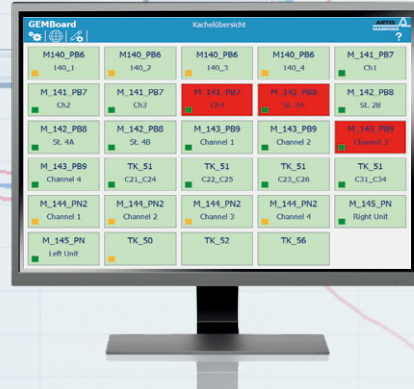 GEMBoard
Kachelübersicht
ARTIS
?
M140_PB6
140_1
M140_PB6
140_2
M140_PB6
140_3
M140_PB6
140_4
M_141_PB7
Ch1
M_141_PB7
Ch2
M_141_PB7
Ch3
M_141_PB7
Ch4
M_142_PB8
St. 2A
M_142_PB8
St. 2B
M_142_PB8
St. 4A
M_142_PB8
St. 4B
M_143_PB9
Channel 1
M_143_PB9
Channel 2
M_143_PB9
Channel 3
M_143_PB9
Channel 4
TK_51
C21_C24
TK_51
C22_C25
TK_51
C23_C26
TK_51
C31_C34
M_144_PN2
Channel 1
M_144_PN2
Channel 2
M_144_PN2
Channel 3
M_144_PN2
Channel 4
M_145_PN
Right Unit
M_145_PN
Left Unit
TK_50
TK_52
TK_56